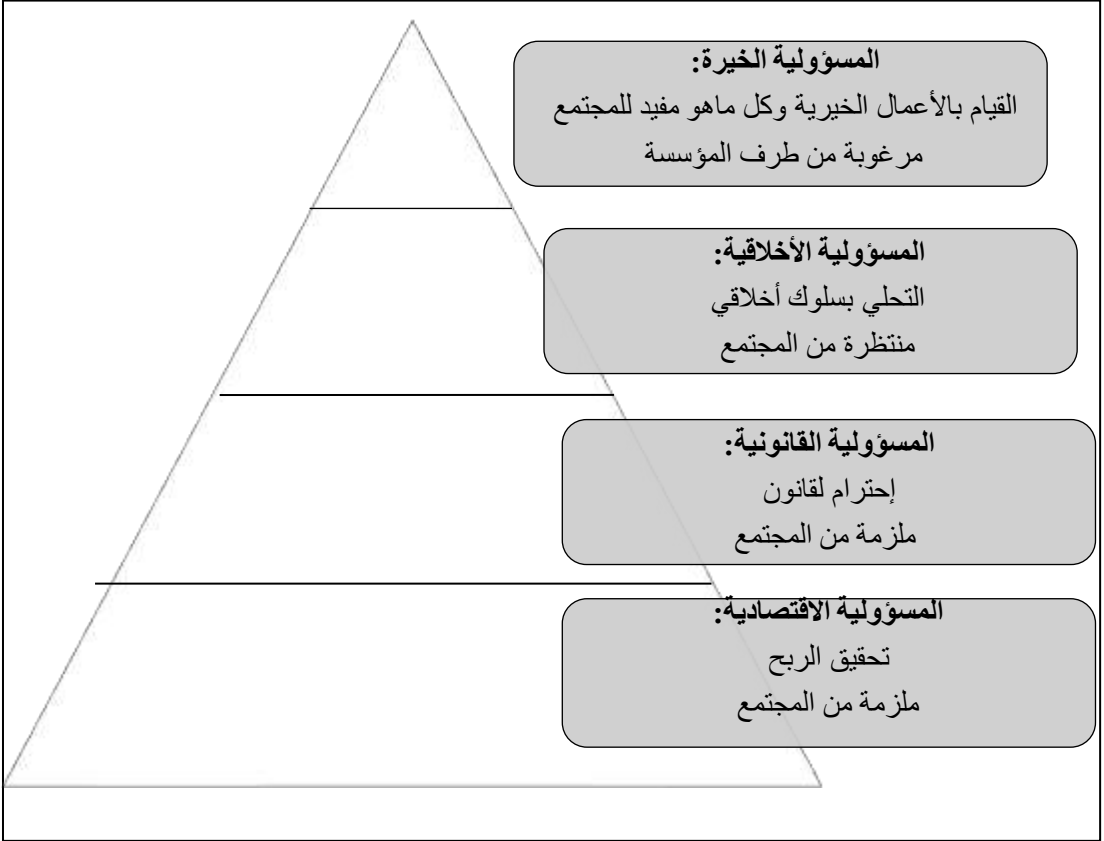 المسؤولية الخيرة:
القيام بالأعمال الخيرية وكل ماهو مفيد للمجتمع
مرغوبة من طرف المؤسسة
المسؤولية الأخلاقية:
التحلي بسلوك أخلاقي
منتظرة من المجتمع
المسؤولية القانونية:
إحترام لقانون
ملزمة من المجتمع
المسؤولية الاقتصادية:
تحقيق الربح
ملزمة من المجتمع